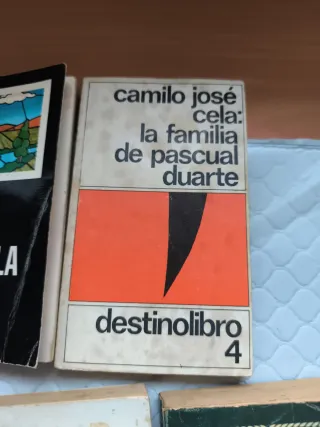 camilo josé
cela:
la familia
de pascual
duarte
destinolibro
4
LA